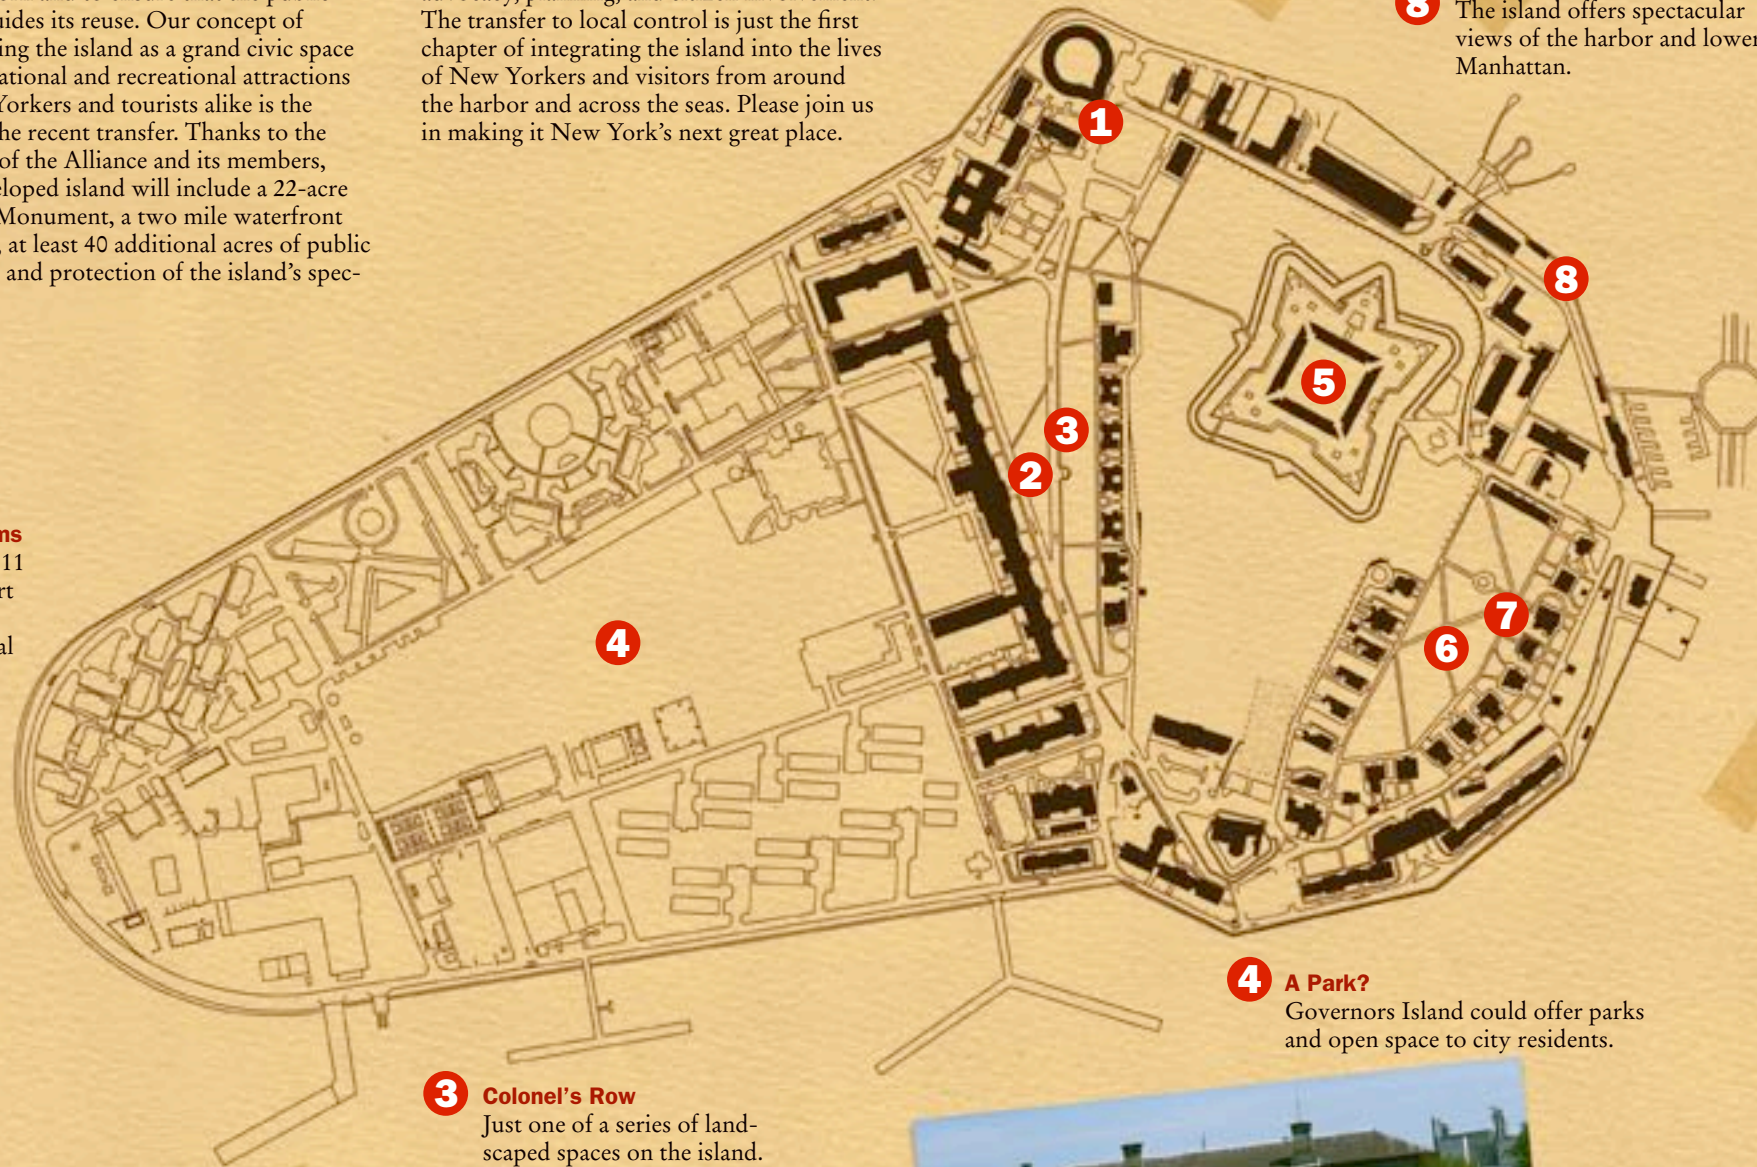 uides its reuse. Our concept of
ing the island as a grand civic space
ational and recreational attractions
Yorkers and tourists alike is the
he recent transfer. Thanks to the
of the Alliance and its members,
eloped island will include a 22-acre
Monument, a two mile waterfront
, at least 40 additional acres of public
and protection of the island’s spec-
The transfer to local control is just the first
chapter of integrating the island into the lives
of New Yorkers and visitors from around
the harbor and across the seas. Please join us
in making it New York’s next great place.
8
The island offers spectacular
views of the harbor and lower
Manhattan.
1
8
5
3
2
ms
11
rt
al
4
7
6
4 A Park?
Governors Island could offer parks
and open space to city residents.
3 Colonel’s Row
Just one of a series of land-
scaped spaces on the island.